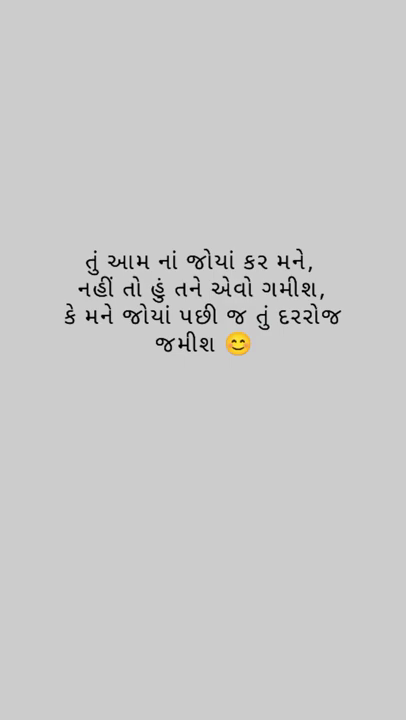 તું આમ નાં જોયાં કર મને,
નહીં તો હું તને એવો ગમીશ,
કે મને જોયાં પછી જ તું દરરોજ
જમીશ 😊